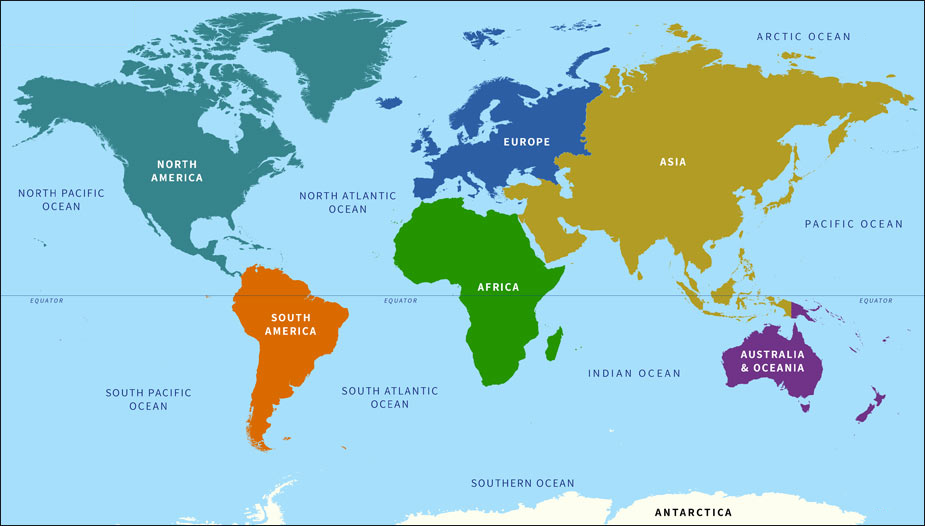 ARCTIC OCEAN
EUROPE
ASIA
NORTH
AMERICA
NORTH PACIFIC
OCEAN
NORTH ATLANTIC
OCEAN
PACIFIC OCEAN
AFRICA
EQUATOR
EQUATOR
EQUATOR
SOUTH
AMERICA
AUSTRALIA
& OCEANIA
INDIAN OCEAN
SOUTH PACIFIC
OCEAN
SOUTH ATLANTIC
OCEAN
SOUTHERN OCEAN
ANTARCTICA